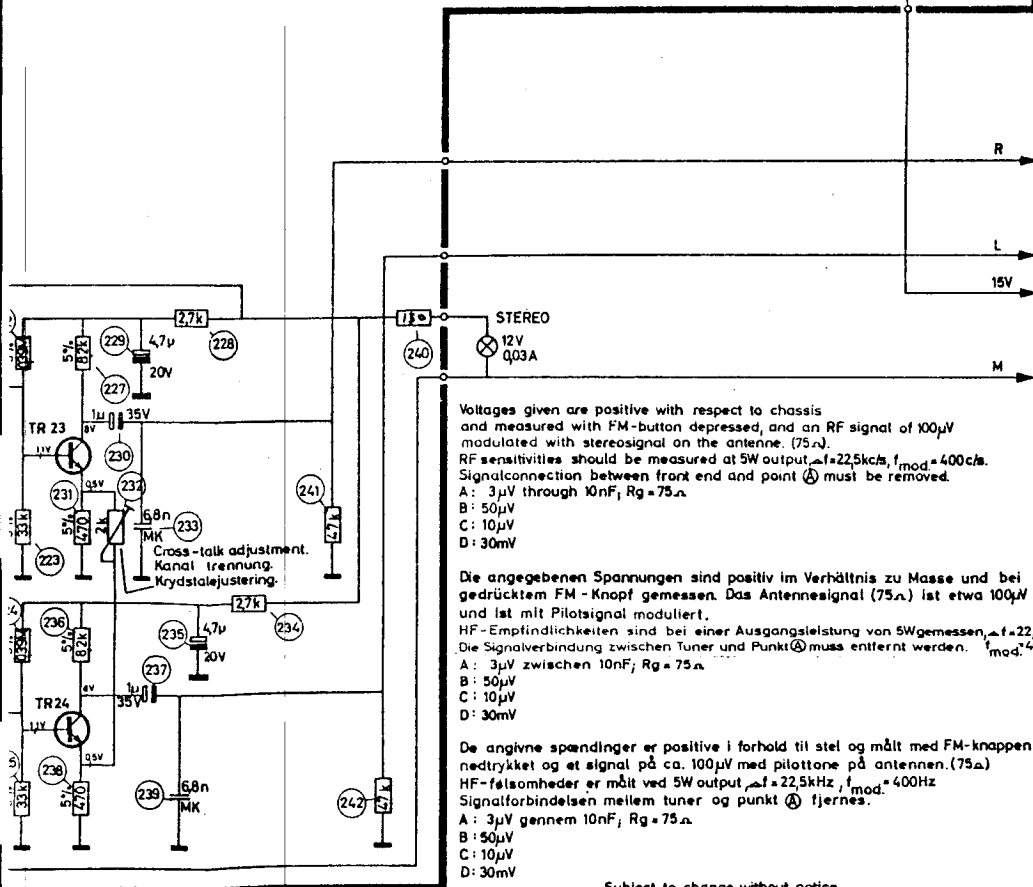 R
L
15V
STEREO
12V
0,03A
M
2,7k
228
229
4,7µ
20V
5%
8,2k
227
1µ
35V
8V
230
TR 23
1,1V
0,5V
231
232
5%
470
2k
6,8n
MK
233
33k
223
241
47k
240
0,39M
Cross-talk adjustment.
Kanal trennung.
Krydstalejustering.
2,7k
234
236
5%
8,2k
235
4,7µ
20V
0,39M
237
1µ
35V
TR24
1,1V
0,5V
238
5%
470
33k
239
6,8n
MK
242
47k
Voltages given are positive with respect to chassis
and measured with FM-button depressed, and an RF signal of 100µV
modulated with stereosignal on the antenne. (75Ω).
RF sensitivities should be measured at 5W output, ⊿f=22,5kc/s, fmod.=400c/s.
Signalconnection between front end and point Ⓐ must be removed.
A: 3µV through 10nF; Rg=75Ω
B: 50µV
C: 10µV
D: 30mV
Die angegebenen Spannungen sind positiv im Verhältnis zu Masse und bei
gedrücktem FM-Knopf gemessen. Das Antennesignal (75Ω) ist etwa 100µV
und ist mit Pilotsignal moduliert.
HF-Empfindlichkeiten sind bei einer Ausgangsleistung von 5W gemessen, ⊿f=22,
Die Signalverbindung zwischen Tuner und Punkt Ⓐ muss entfernt werden. fmod.=4
A: 3µV zwischen 10nF; Rg=75Ω
B: 50µV
C: 10µV
D: 30mV
De angivne spændinger er positive i forhold til stel og målt med FM-knappen
nedtrykket og et signal på ca. 100µV med pilottone på antennen. (75Ω)
HF-følsomheder er målt ved 5W output, ⊿f=22,5kHz, fmod.=400Hz
Signalforbindelsen mellem tuner og punkt Ⓐ fjernes.
A: 3µV gennem 10nF; Rg=75Ω
B: 50µV
C: 10µV
D: 30mV
Subject to change without notice